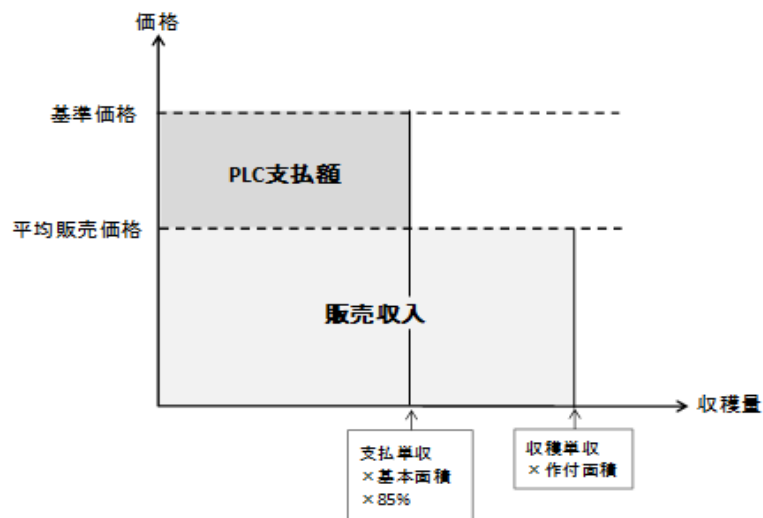 価格
基準価格
PLC支払額
平均販売価格
販売収入
収穫量
支払単収
×基本面積
×85%
収穫単収
×作付面積